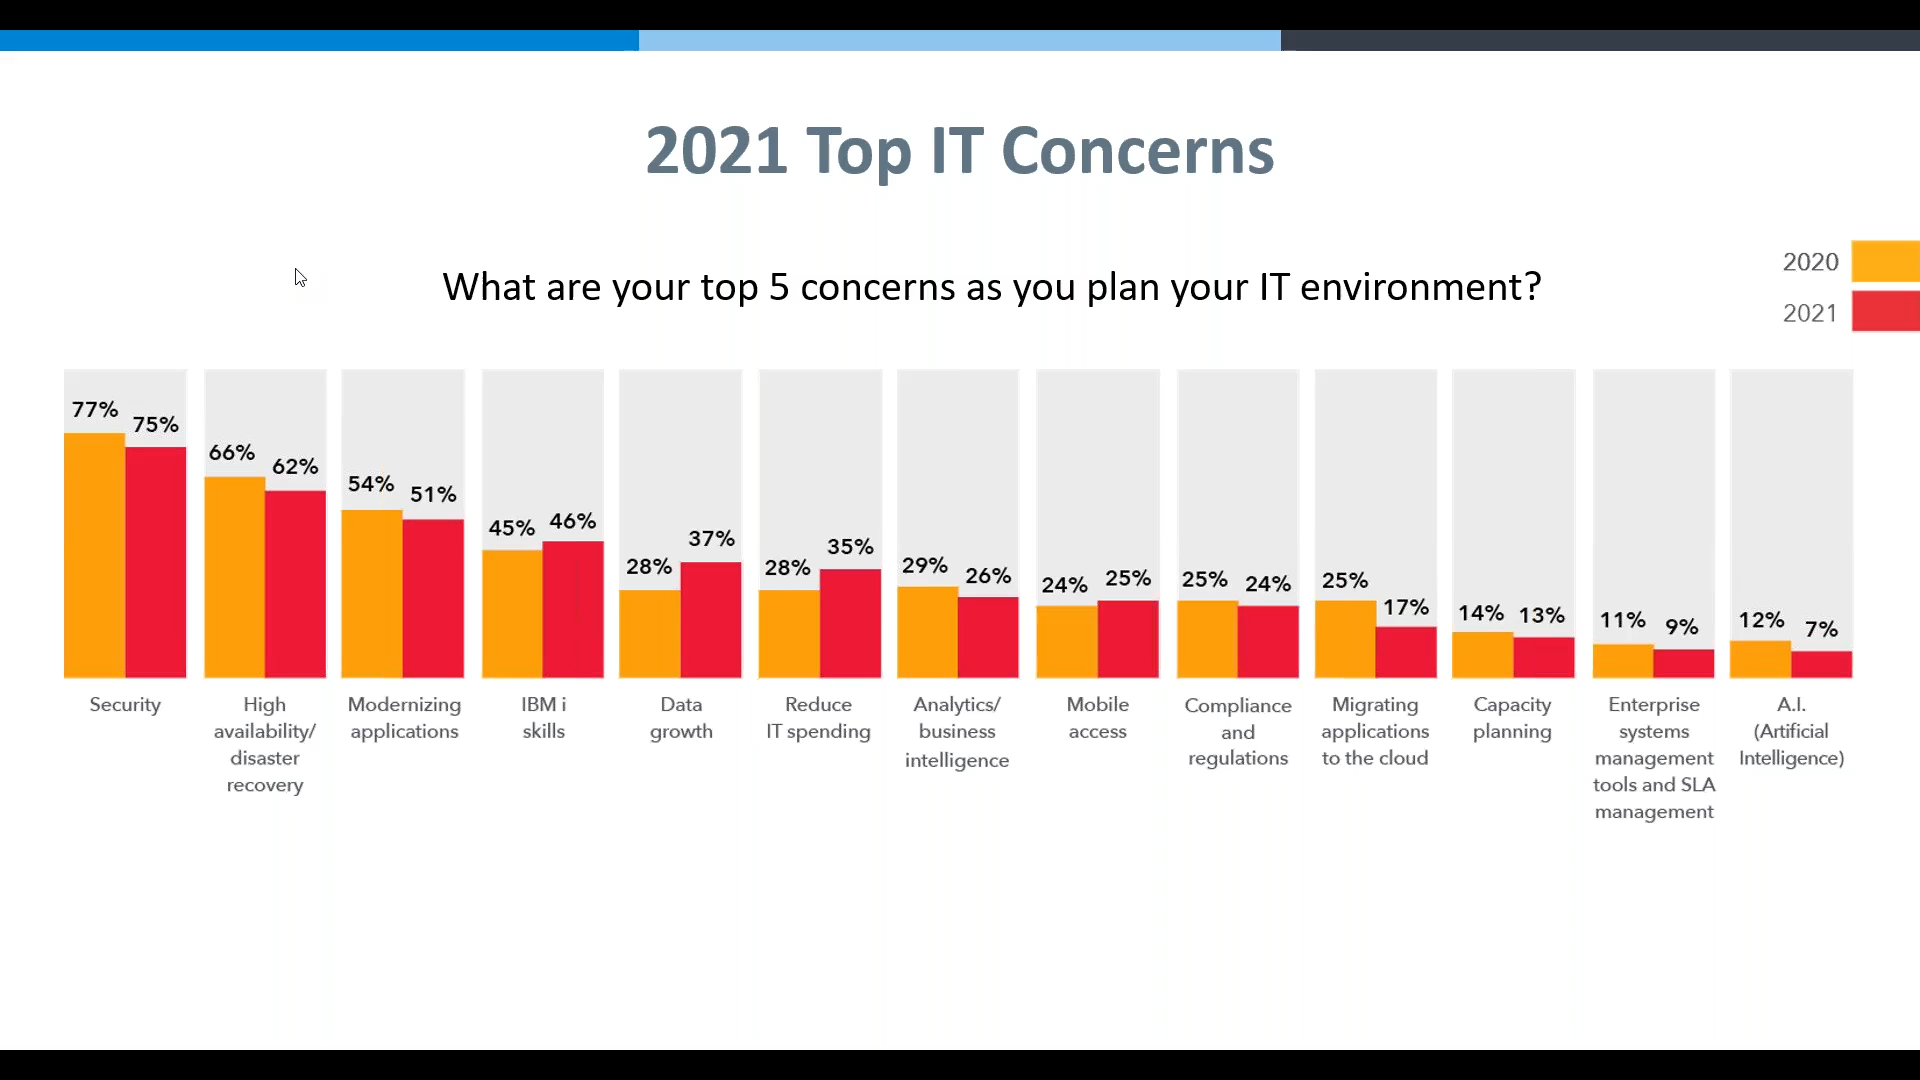 2021 Top IT Concerns
What are your top 5 concerns as you plan your IT environment?
2020
2021
77% 75%
66% 62%
54% 51%
45% 46%
28% 37%
28% 35%
29% 26%
24% 25%
25% 24%
25% 17%
14% 13%
11% 9%
12% 7%
Security
High
availability/
disaster
recovery
Modernizing
applications
IBM i
skills
Data
growth
Reduce
IT spending
Analytics/
business
intelligence
Mobile
access
Compliance
and
regulations
Migrating
applications
to the cloud
Capacity
planning
Enterprise
systems
management
tools and SLA
management
A.I.
(Artificial
Intelligence)